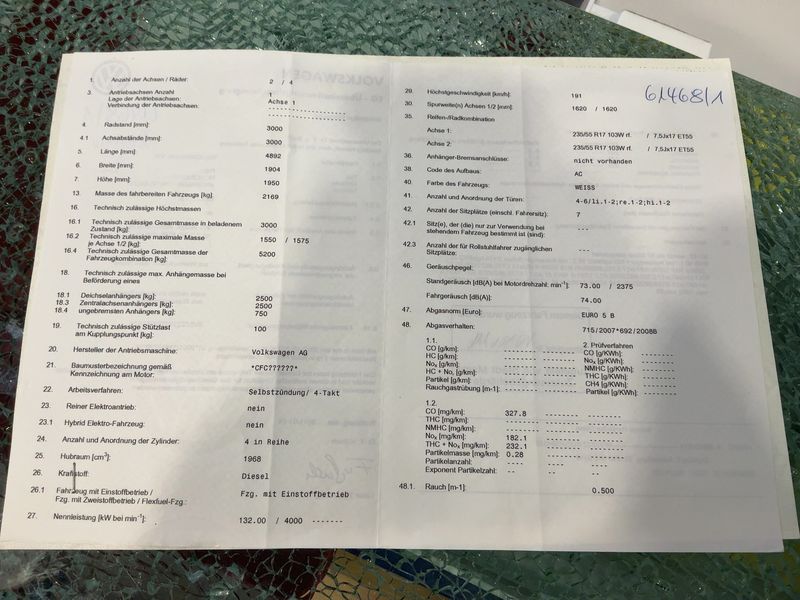 1. Anzahl der Achsen / Räder: 2 / 4
3. Antriebsachsen Anzahl 1
Lage der Antriebsachsen: Achse 1
Verbindung der Antriebsachsen: ----------------
----------------
4. Radstand [mm]: 3000
4.1 Achsabstände [mm]: 3000
5. Länge [mm]: 4892
6. Breite [mm]: 1904
7. Höhe [mm]: 1950
13. Masse des fahrbereiten Fahrzeugs [kg]: 2169
16. Technisch zulässige Höchstmassen
16.1 Technisch zulässige Gesamtmasse in beladenem
Zustand [kg]: 3000
16.2 Technisch zulässige maximale Masse
je Achse 1/2 [kg]: 1550 / 1575
16.4 Technisch zulässige Gesamtmasse der
Fahrzeugkombination [kg]: 5200
18. Technisch zulässige max. Anhängemasse bei
Beförderung eines
18.1 Deichselanhängers [kg]: 2500
18.3 Zentralachsenanhängers [kg]: 2500
18.4 ungebremsten Anhängers [kg]: 750
19. Technisch zulässige Stützlast
am Kupplungspunkt [kg]: 100
20. Hersteller der Antriebsmaschine: Volkswagen AG
21. Baumusterbezeichnung gemäß
Kennzeichnung am Motor: *CFC??????*
22. Arbeitsverfahren: Selbstzündung/ 4-Takt
23. Reiner Elektroantrieb: nein
23.1 Hybrid Elektro-Fahrzeug: nein
24. Anzahl und Anordnung der Zylinder: 4 in Reihe
25. Hubraum [cm³]: 1968
26. Kraftstoff: Diesel
26.1 Fahrzeug mit Einstoffbetrieb /
Fzg. mit Zweistoffbetrieb / Flexfuel-Fzg.: Fzg. mit Einstoffbetrieb
27. Nennleistung [kW bei min⁻¹]: 132.00 / 4000 -------
61468/1
29. Höchstgeschwindigkeit [km/h]: 191
30. Spurweite(n) Achsen 1/2 [mm]: 1620 / 1620
35. Reifen-/Radkombination
Achse 1: 235/55 R17 103W rf. / 7,5Jx17 ET55
Achse 2: 235/55 R17 103W rf. / 7,5Jx17 ET55
36. Anhänger-Bremsanschlüsse: nicht vorhanden
38. Code des Aufbaus: AC
40. Farbe des Fahrzeugs: WEISS
41. Anzahl und Anordnung der Türen: 4-6/li.1-2;re.1-2;hi.1-2
42. Anzahl der Sitzplätze (einschl. Fahrersitz): 7
42.1 Sitz(e), der (die) nur zur Verwendung bei
stehendem Fahrzeug bestimmt ist (sind): ---
42.3 Anzahl der für Rollstuhlfahrer zugänglichen
Sitzplätze: ---
46. Geräuschpegel:
Standgeräusch [dB(A) bei Motordrehzahl: min⁻¹]: 73.00 / 2375
Fahrgeräusch [dB(A)]: 74.00
47. Abgasnorm [Euro]: EURO 5 B
48. Abgasverhalten: 715/2007*692/2008B
1.1. 2. Prüfverfahren
CO [g/km]: ------- ------- CO [g/KWh]: -------
HC [g/km]: ------- ------- NOx [g/KWh]: -------
NOx [g/km]: ------- ------- NMHC [g/KWh]: -------
HC + NOx [g/km]: ------- ------- THC [g/KWh]: -------
Partikel [g/km]: ------- ------- CH4 [g/KWh]: -------
Rauchgastrübung [m-1]: ------- Partikel [g/KWh]: -------
1.2.
CO [mg/km]: 327.8 -------
THC [mg/km]: ------- -------
NMHC [mg/km]: ------- -------
NOx [mg/km]: 182.1 -------
THC + NOx [mg/km]: 232.1 -------
Partikelmasse [mg/km]: 0.28 -------
Partikelanzahl: ---- ----
Exponent Partikelzahl: -- --
48.1. Rauch [m-1]: 0.500